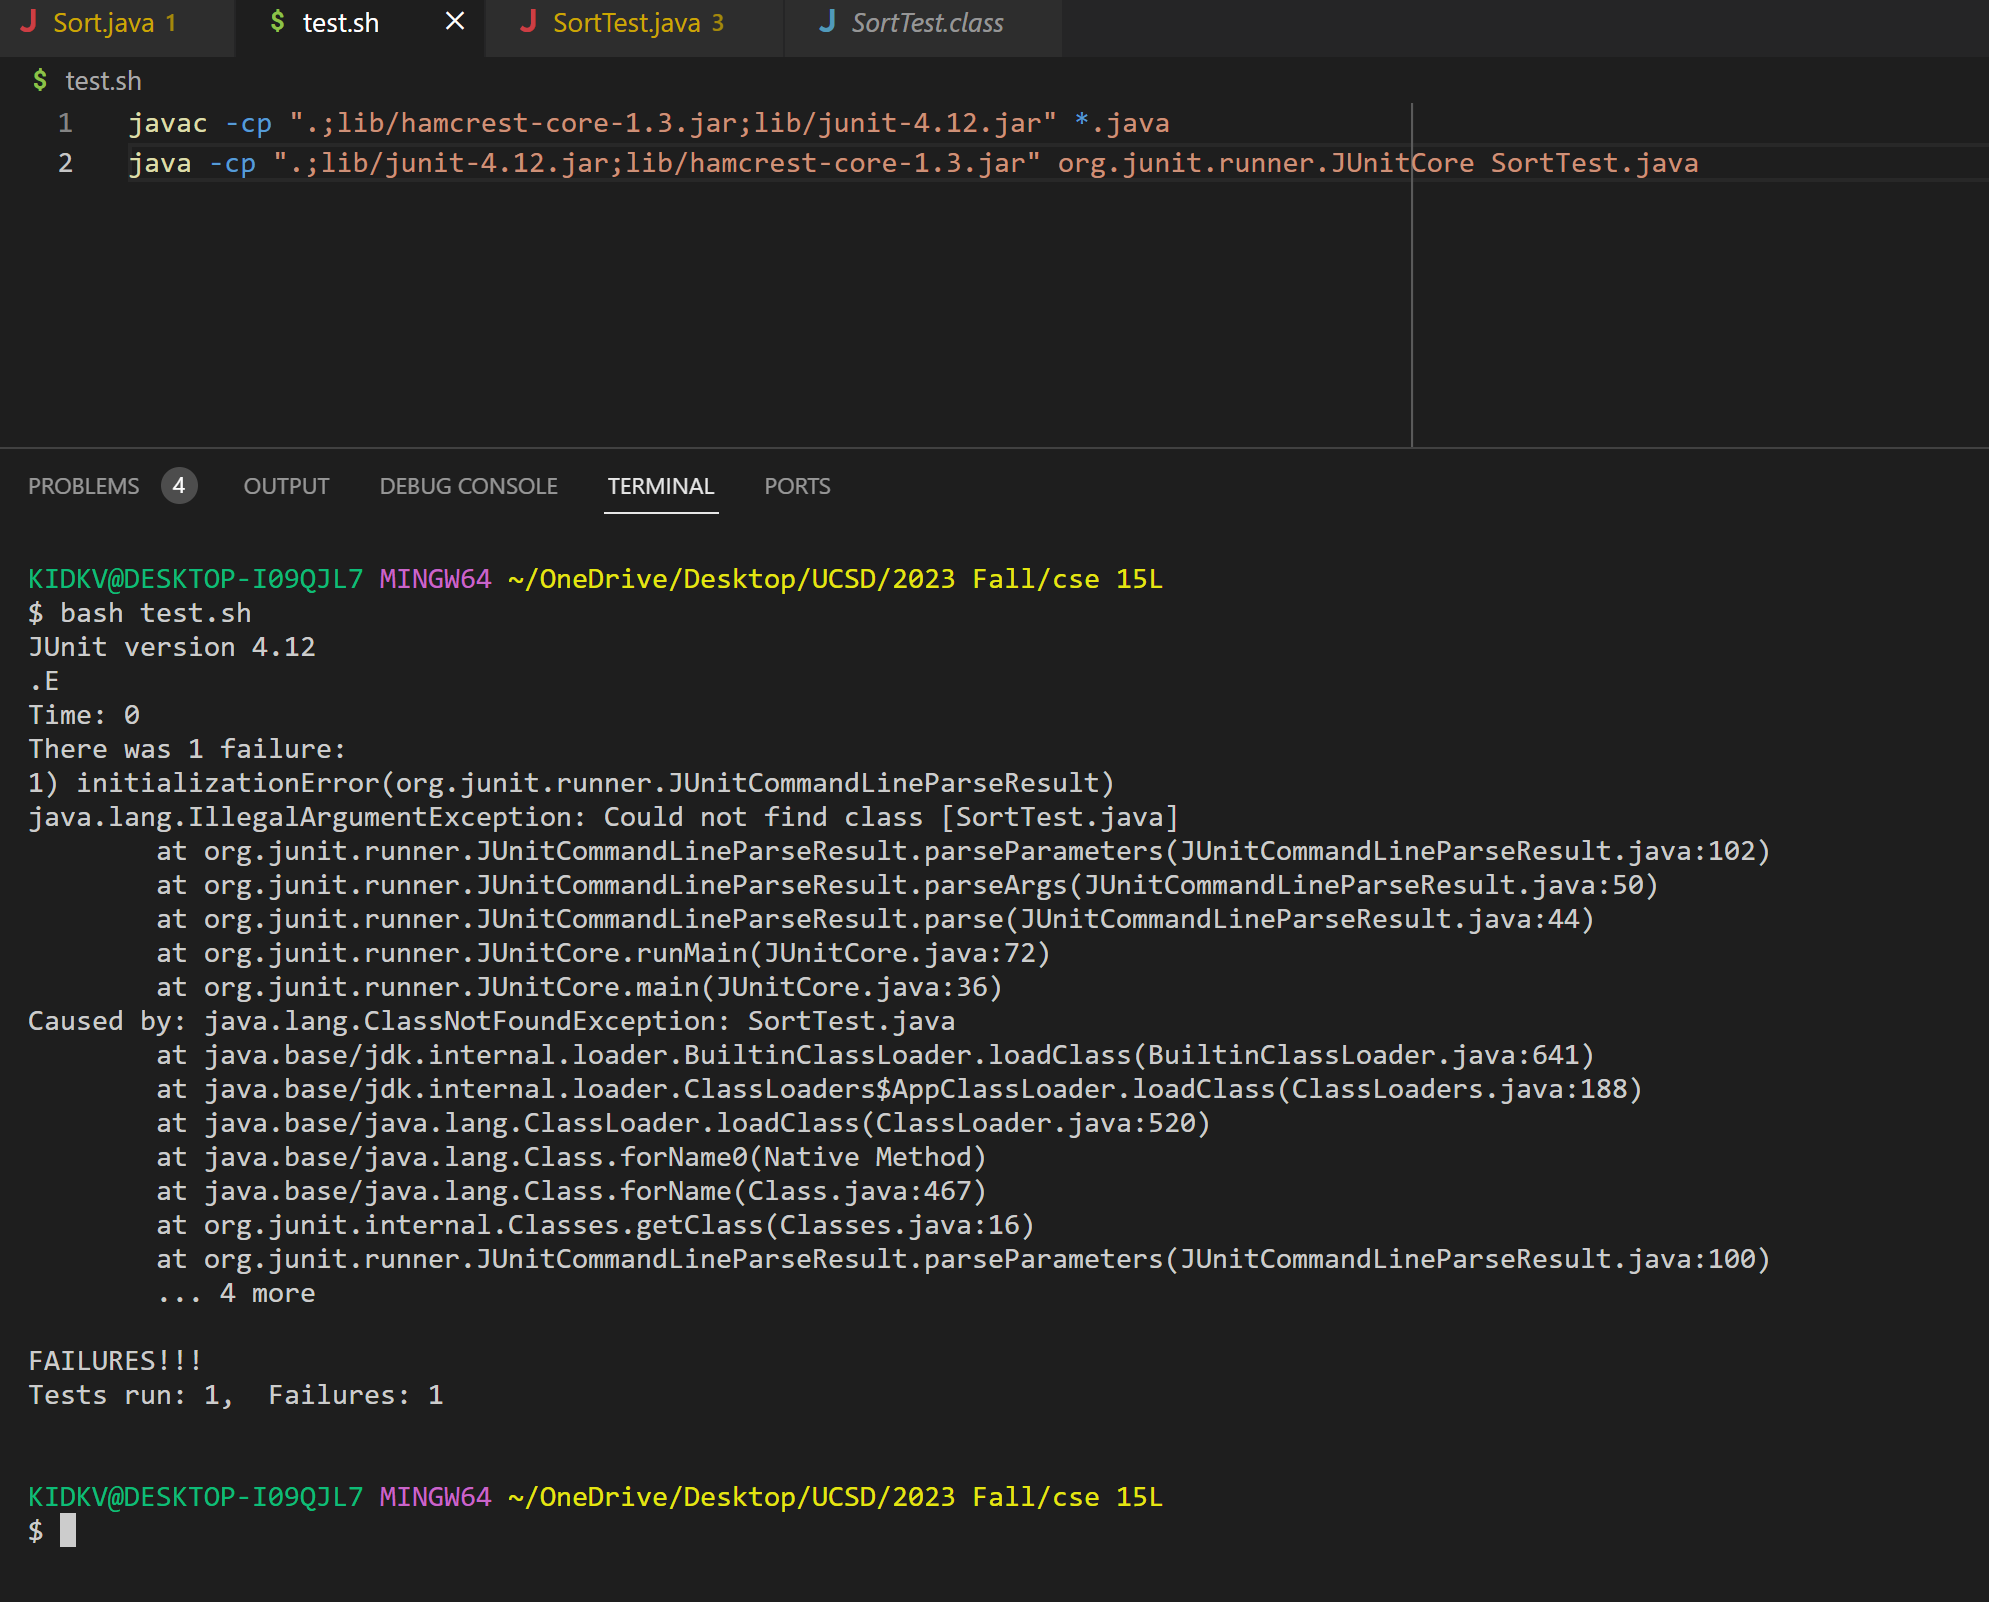 Sort.java 1 $ test.sh × SortTest.java 3 SortTest.class
$ test.sh
1 javac -cp ".;lib/hamcrest-core-1.3.jar;lib/junit-4.12.jar" *.java
2 java -cp ".;lib/junit-4.12.jar;lib/hamcrest-core-1.3.jar" org.junit.runner.JUnitCore SortTest.java
PROBLEMS 4 OUTPUT DEBUG CONSOLE TERMINAL PORTS
KIDKV@DESKTOP-I09QJL7 MINGW64 ~/OneDrive/Desktop/UCSD/2023 Fall/cse 15L
$ bash test.sh
JUnit version 4.12
.E
Time: 0
There was 1 failure:
1) initializationError(org.junit.runner.JUnitCommandLineParseResult)
java.lang.IllegalArgumentException: Could not find class [SortTest.java]
at org.junit.runner.JUnitCommandLineParseResult.parseParameters(JUnitCommandLineParseResult.java:102)
at org.junit.runner.JUnitCommandLineParseResult.parseArgs(JUnitCommandLineParseResult.java:50)
at org.junit.runner.JUnitCommandLineParseResult.parse(JUnitCommandLineParseResult.java:44)
at org.junit.runner.JUnitCore.runMain(JUnitCore.java:72)
at org.junit.runner.JUnitCore.main(JUnitCore.java:36)
Caused by: java.lang.ClassNotFoundException: SortTest.java
at java.base/jdk.internal.loader.BuiltinClassLoader.loadClass(BuiltinClassLoader.java:641)
at java.base/jdk.internal.loader.ClassLoaders$AppClassLoader.loadClass(ClassLoaders.java:188)
at java.base/java.lang.ClassLoader.loadClass(ClassLoader.java:520)
at java.base/java.lang.Class.forName0(Native Method)
at java.base/java.lang.Class.forName(Class.java:467)
at org.junit.internal.Classes.getClass(Classes.java:16)
at org.junit.runner.JUnitCommandLineParseResult.parseParameters(JUnitCommandLineParseResult.java:100)
... 4 more
FAILURES!!!
Tests run: 1,  Failures: 1
KIDKV@DESKTOP-I09QJL7 MINGW64 ~/OneDrive/Desktop/UCSD/2023 Fall/cse 15L
$